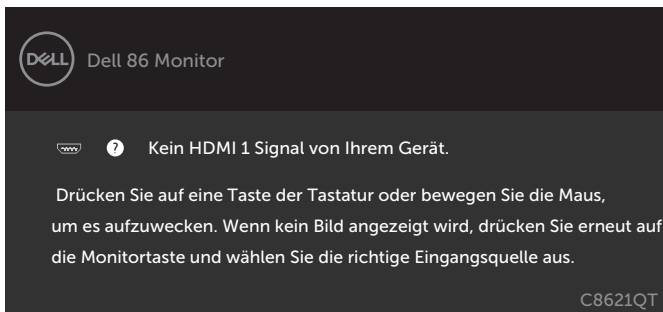 DELL
Dell 86 Monitor
? Kein HDMI 1 Signal von Ihrem Gerät.
Drücken Sie auf eine Taste der Tastatur oder bewegen Sie die Maus,
um es aufzuwecken. Wenn kein Bild angezeigt wird, drücken Sie erneut auf
die Monitortaste und wählen Sie die richtige Eingangsquelle aus.
C8621QT